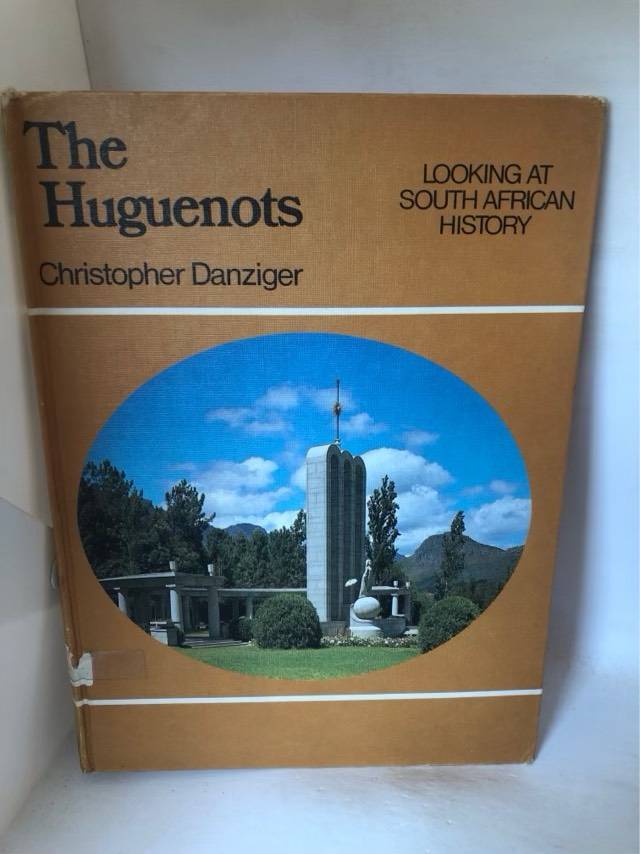 The
Huguenots
Christopher Danziger
LOOKING AT
SOUTH AFRICAN
HISTORY